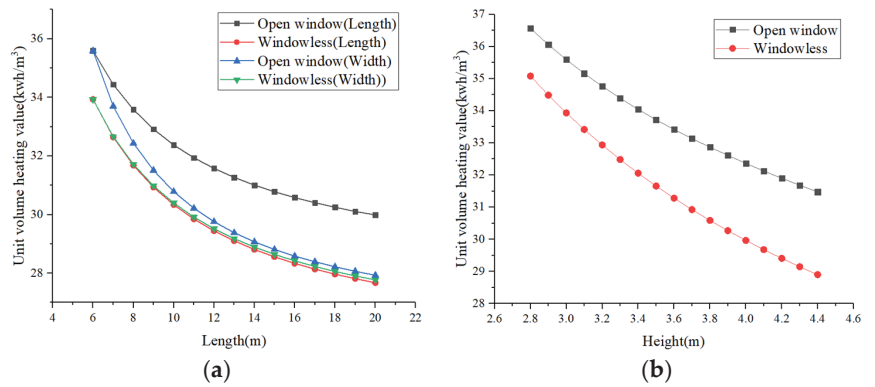 Open window(Length)
Windowless(Length)
Open window(Width)
Windowless(Width))
Unit volume heating value(kwh/m³)
36
34
32
30
28
4 6 8 10 12 14 16 18 20 22
Length(m)
(a)
Open window
Windowless
Unit volume heating value(kwh/m³)
37
36
35
34
33
32
31
30
29
28
2.6 2.8 3.0 3.2 3.4 3.6 3.8 4.0 4.2 4.4 4.6
Height(m)
(b)